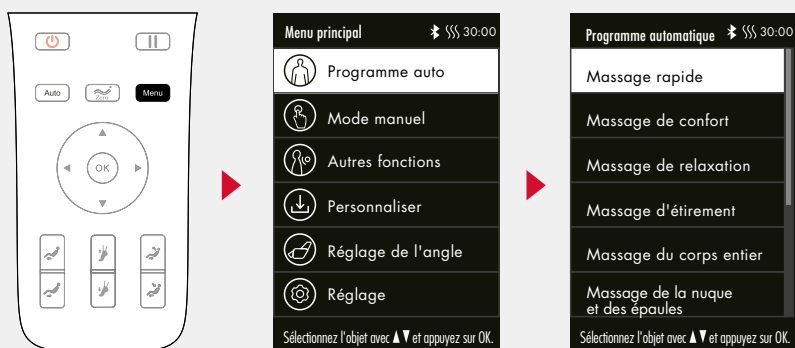 Auto
Zero
Menu
OK
Menu principal 30:00
Programme auto
Mode manuel
Autres fonctions
Personnaliser
Réglage de l'angle
Réglage
Sélectionnez l'objet avec ▲▼ et appuyez sur OK.
Programme automatique 30:00
Massage rapide
Massage de confort
Massage de relaxation
Massage d'étirement
Massage du corps entier
Massage de la nuque
et des épaules
Sélectionnez l'objet avec ▲▼ et appuyez sur OK.